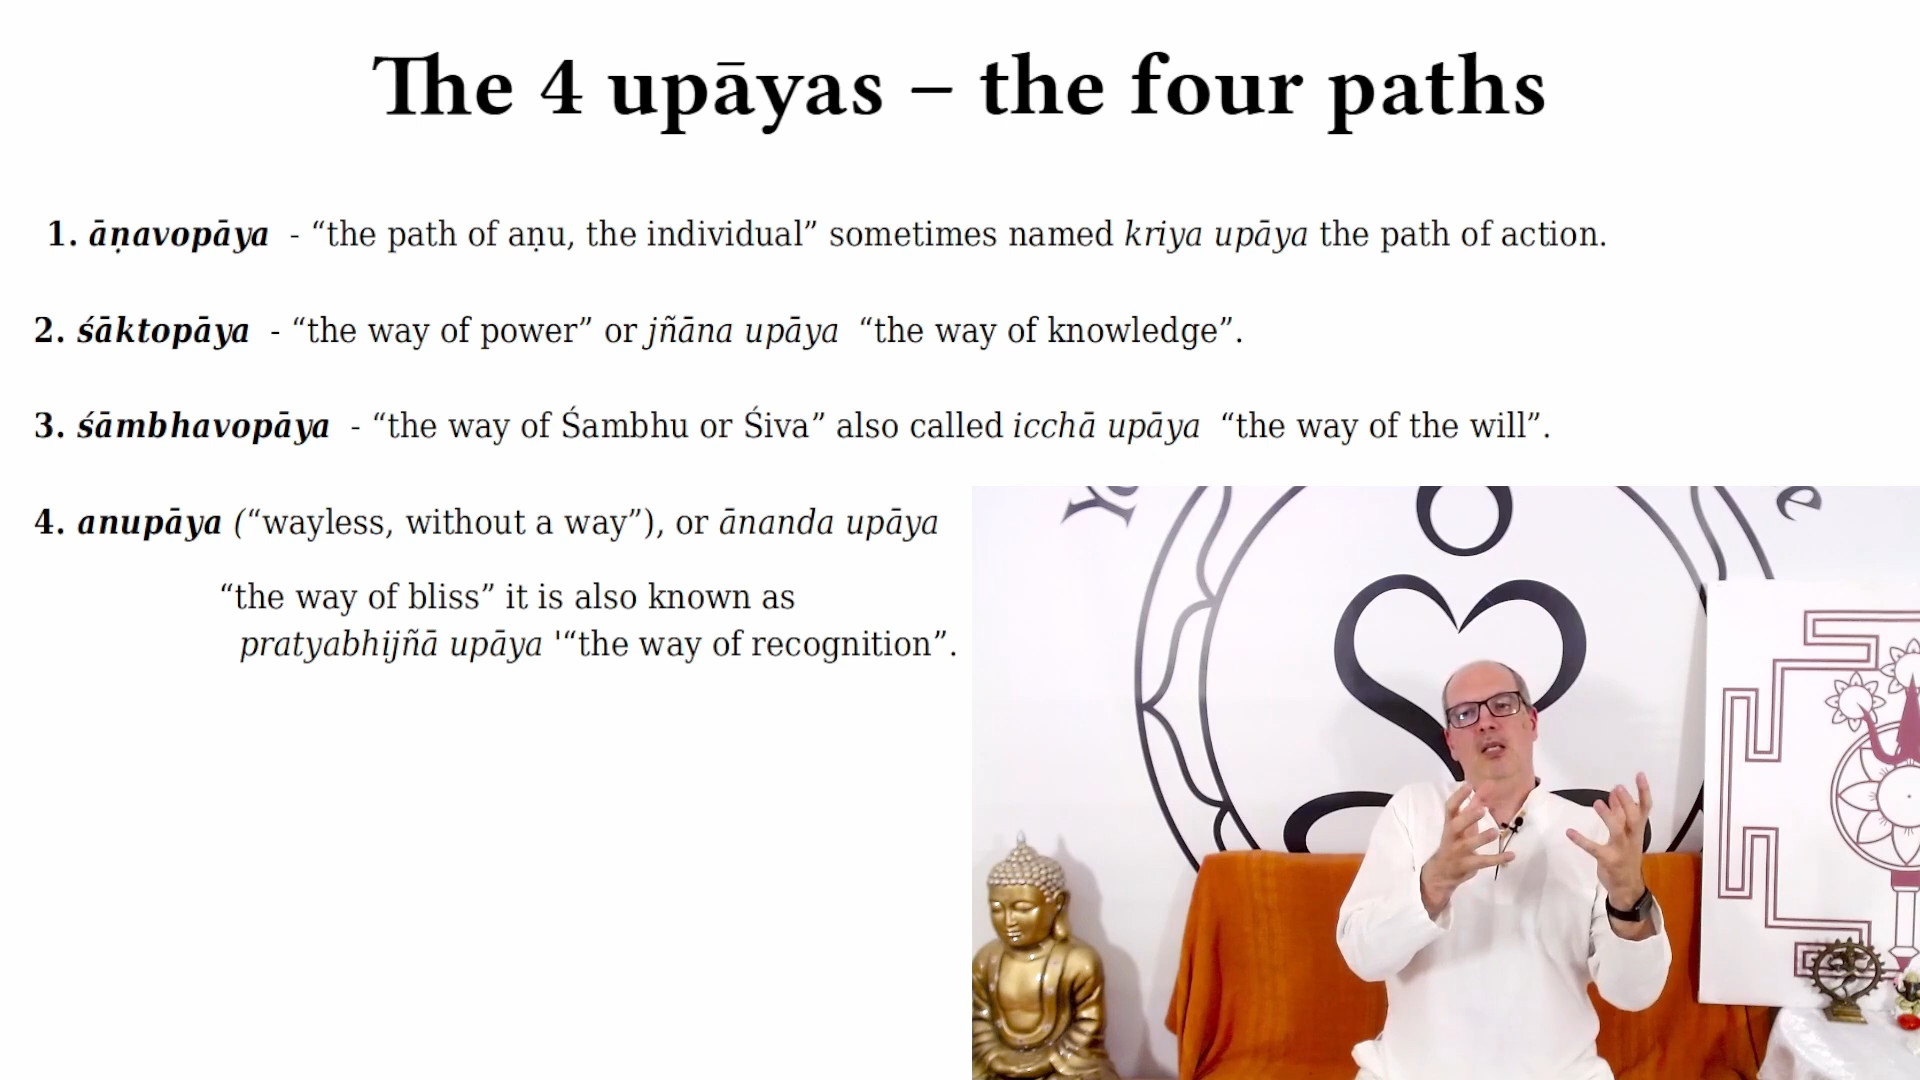 The 4 upāyas – the four paths
1. āṇavopāya - “the path of aṇu, the individual” sometimes named kriya upāya the path of action.
2. śāktopāya - “the way of power” or jñāna upāya “the way of knowledge”.
3. śāmbhavopāya - “the way of Śambhu or Śiva” also called icchā upāya “the way of the will”.
4. anupāya (“wayless, without a way”), or ānanda upāya
“the way of bliss” it is also known as
pratyabhijñā upāya '“the way of recognition”.